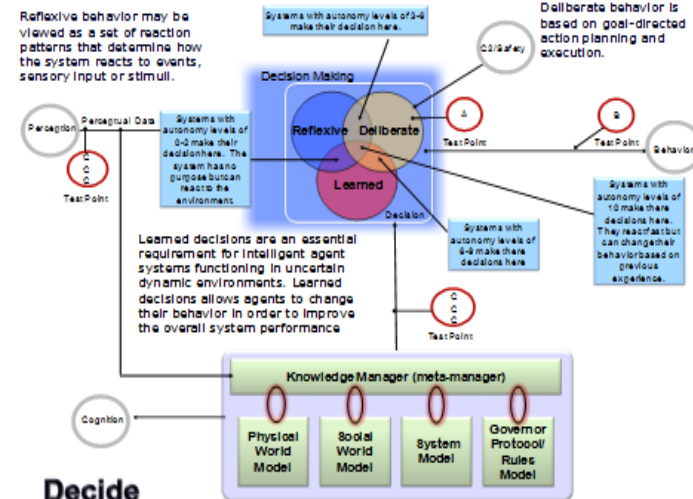 Reflexive behavior may be
viewed as a set of reaction
patterns that determine how
the system reacts to events,
sensory input or stimuli.
Systems with autonomy levels of 3-6
make their decision here.
C2/Safety
Deliberate behavior is
based on goal-directed
action planning and
execution.
Decision Making
Perception
Perceptual Data
Systems with
autonomy levels of
0-3 make their
decision here. The
system has no
purpose but can
react to the
environment
Reflexive
Deliberate
Learned
Decision
A
Test Point
B
Test Point
Behavior
C
C
C
Test Point
Systems with
autonomy levels of
10 make there
decisions here.
They react fast but
can change their
behavior based on
previous
experience.
Systems with
autonomy levels of
6-9 make there
decisions here
Learned decisions are an essential
requirement for intelligent agent
systems functioning in uncertain
dynamic environments. Learned
decisions allows agents to change
their behavior in order to improve
the overall system performance
C
C
C
Test Point
Knowledge Manager (meta-manager)
Cognition
Physical
World
Model
Social
World
Model
System
Model
Governor
Protocol/
Rules
Model
Decide